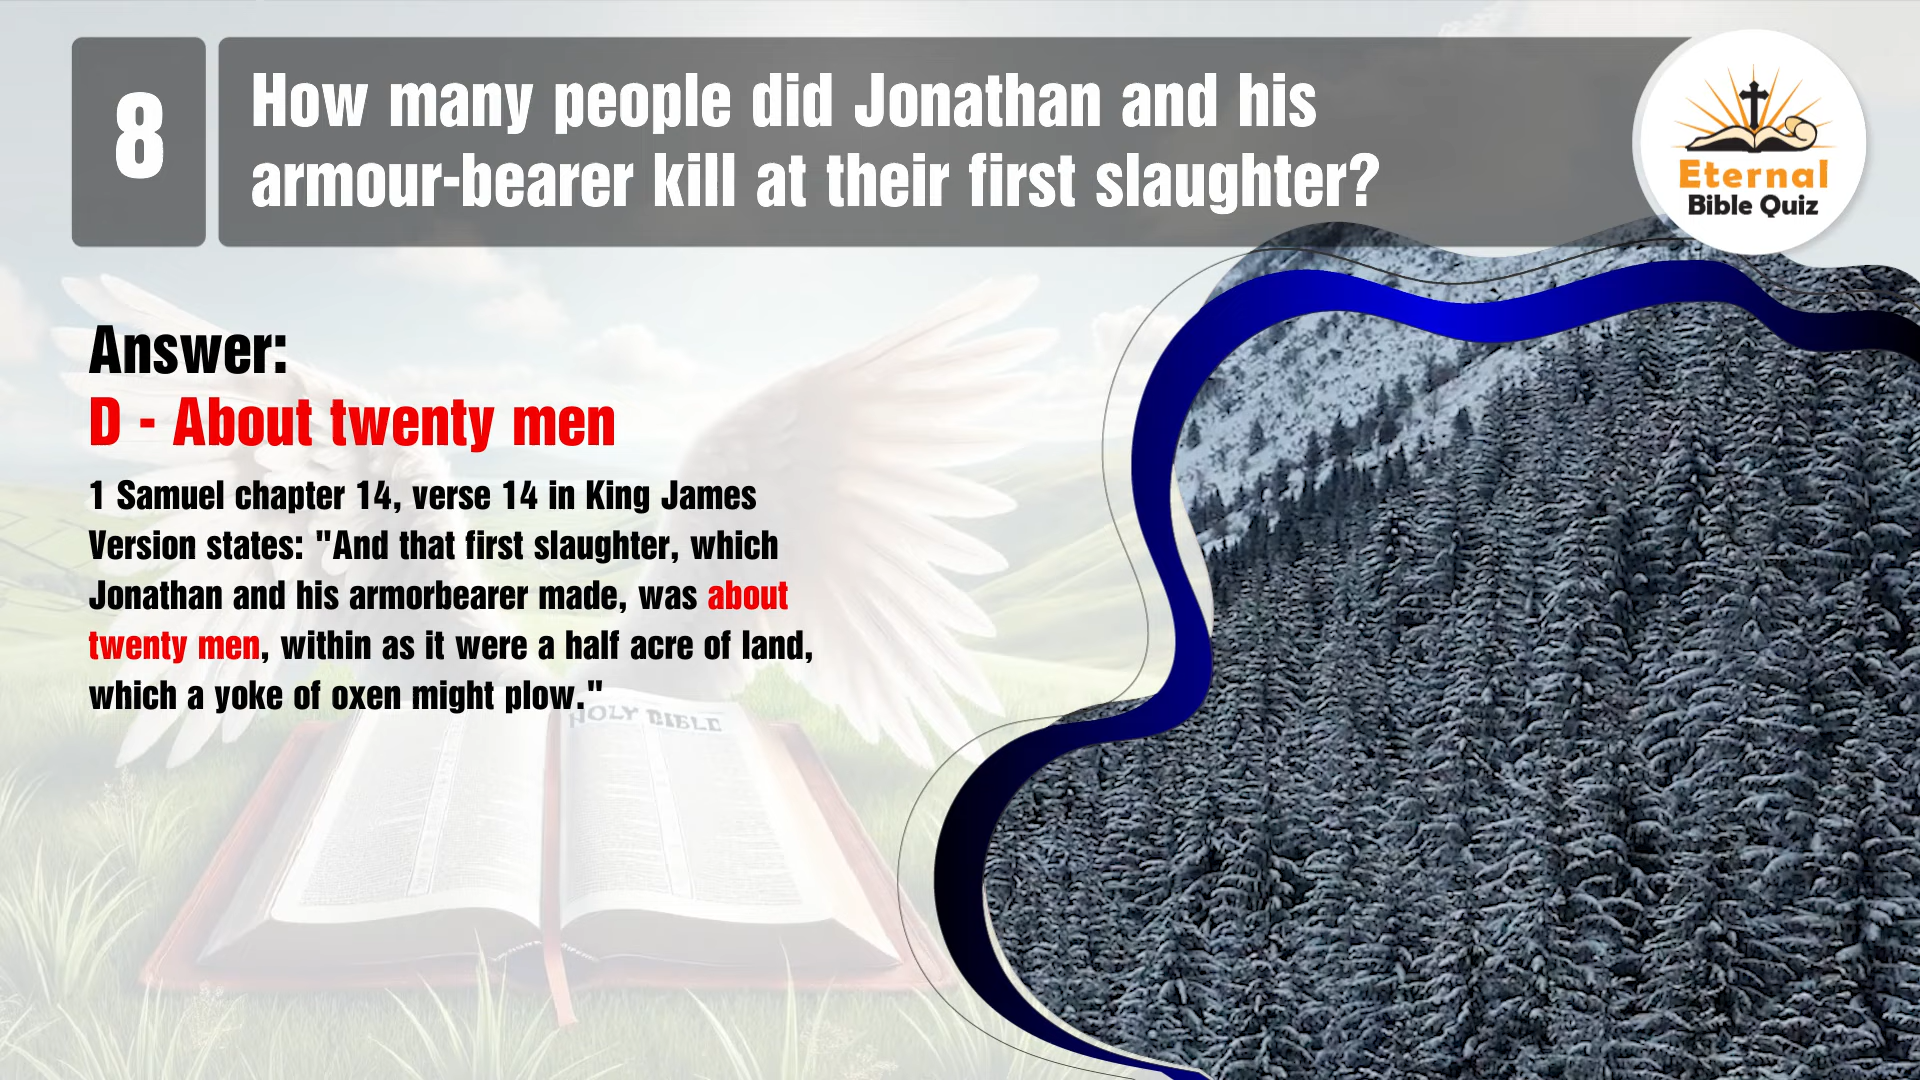 8
How many people did Jonathan and his
armour-bearer kill at their first slaughter?
Eternal
Bible Quiz
Answer:
D - About twenty men
1 Samuel chapter 14, verse 14 in King James
Version states: "And that first slaughter, which
Jonathan and his armorbearer made, was about
twenty men, within as it were a half acre of land,
which a yoke of oxen might plow."
HOLY BIBLE